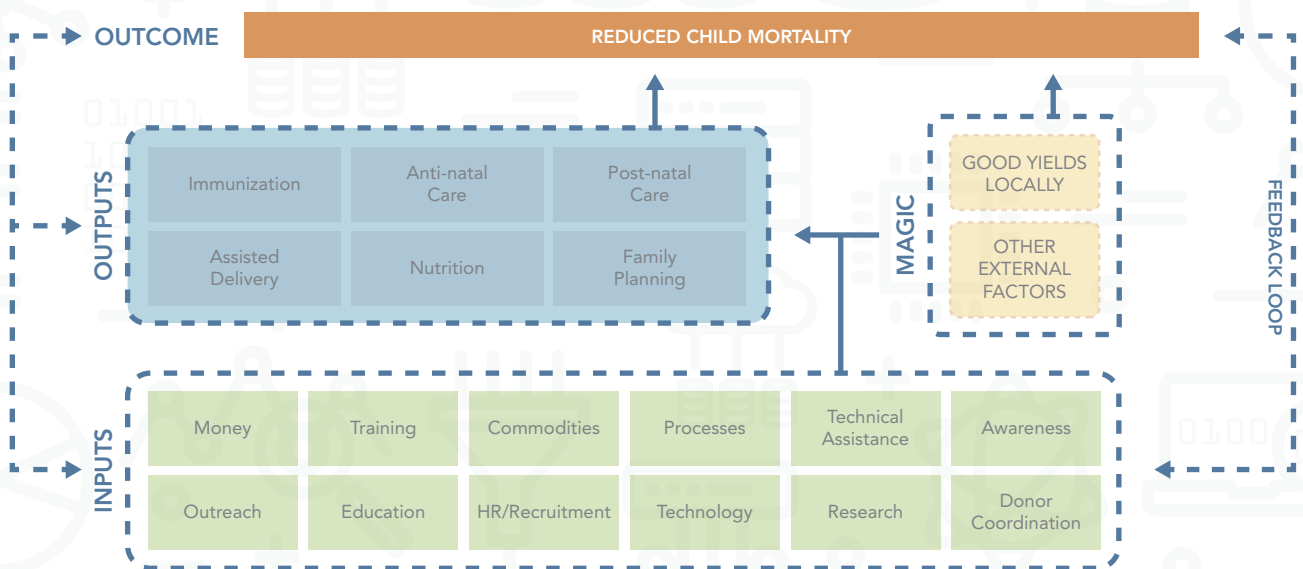 OUTCOME
REDUCED CHILD MORTALITY
OUTPUTS
Immunization
Anti-natal
Care
Post-natal
Care
Assisted
Delivery
Nutrition
Family
Planning
MAGIC
GOOD YIELDS
LOCALLY
OTHER
EXTERNAL
FACTORS
FEEDBACK LOOP
INPUTS
Money
Training
Commodities
Processes
Technical
Assistance
Awareness
Outreach
Education
HR/Recruitment
Technology
Research
Donor
Coordination
01001
0100